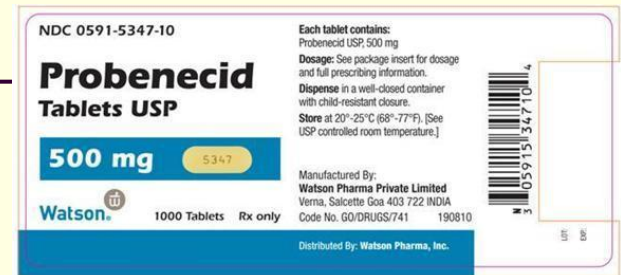 NDC 0591-5347-10
Probenecid
Tablets USP
500 mg
5347
Watson®
1000 Tablets Rx only
Each tablet contains:
Probenecid USP, 500 mg
Dosage: See package insert for dosage
and full prescribing information.
Dispense in a well-closed container
with child-resistant closure.
Store at 20°-25°C (68°-77°F). [See
USP controlled room temperature.]
Manufactured By:
Watson Pharma Private Limited
Verna, Salcette Goa 403 722 INDIA
Code No. GO/DRUGS/741 190810
Distributed By: Watson Pharma, Inc.
N
3 05915 34710 4
LOT:
EXP.: